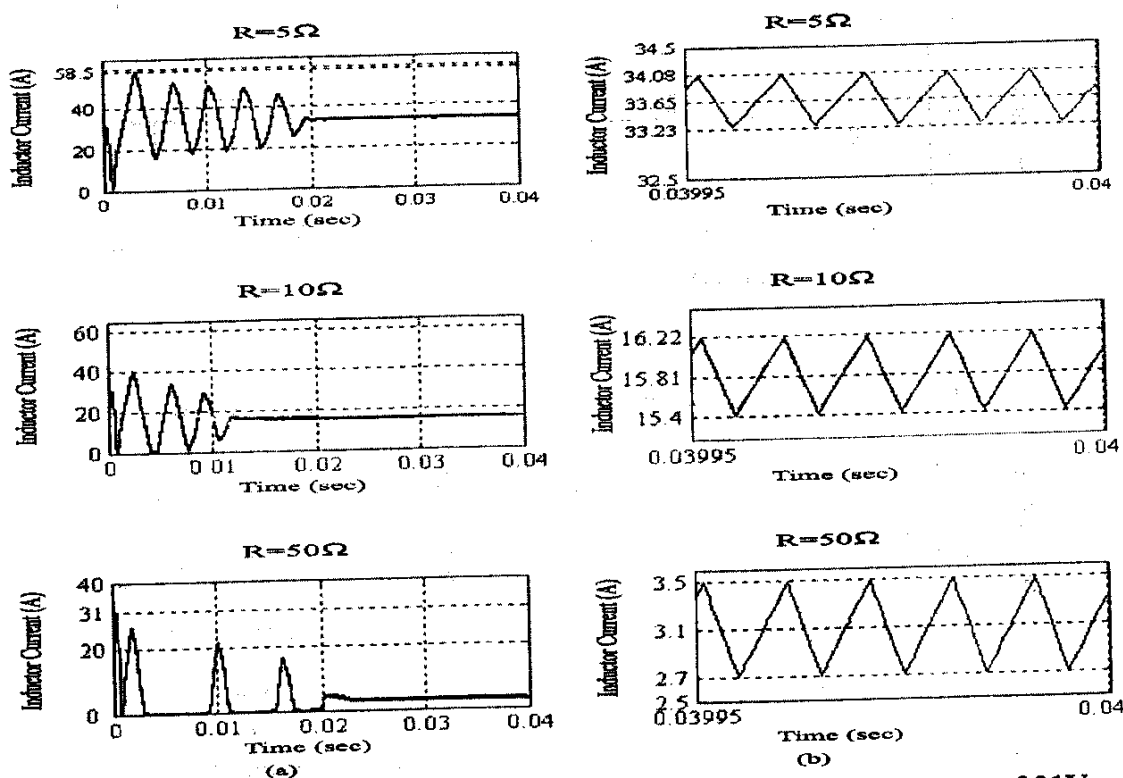 R=5Ω
Inductor Current (A)
58.5
40
20
0
0
0.01
0.02
0.03
0.04
Time (sec)
R=5Ω
Inductor Current (A)
34.5
34.08
33.65
33.23
32.5
0.03995
0.04
Time (sec)
R=10Ω
Inductor Current (A)
60
40
20
0
0
0.01
0.02
0.03
0.04
Time (sec)
R=10Ω
Inductor Current (A)
16.22
15.81
15.4
0.03995
0.04
Time (sec)
R=50Ω
Inductor Current (A)
40
31
20
0
0
0.01
0.02
0.03
0.04
Time (sec)
(a)
R=50Ω
Inductor Current (A)
3.5
3.1
2.7
2.5
0.03995
0.04
Time (sec)
(b)